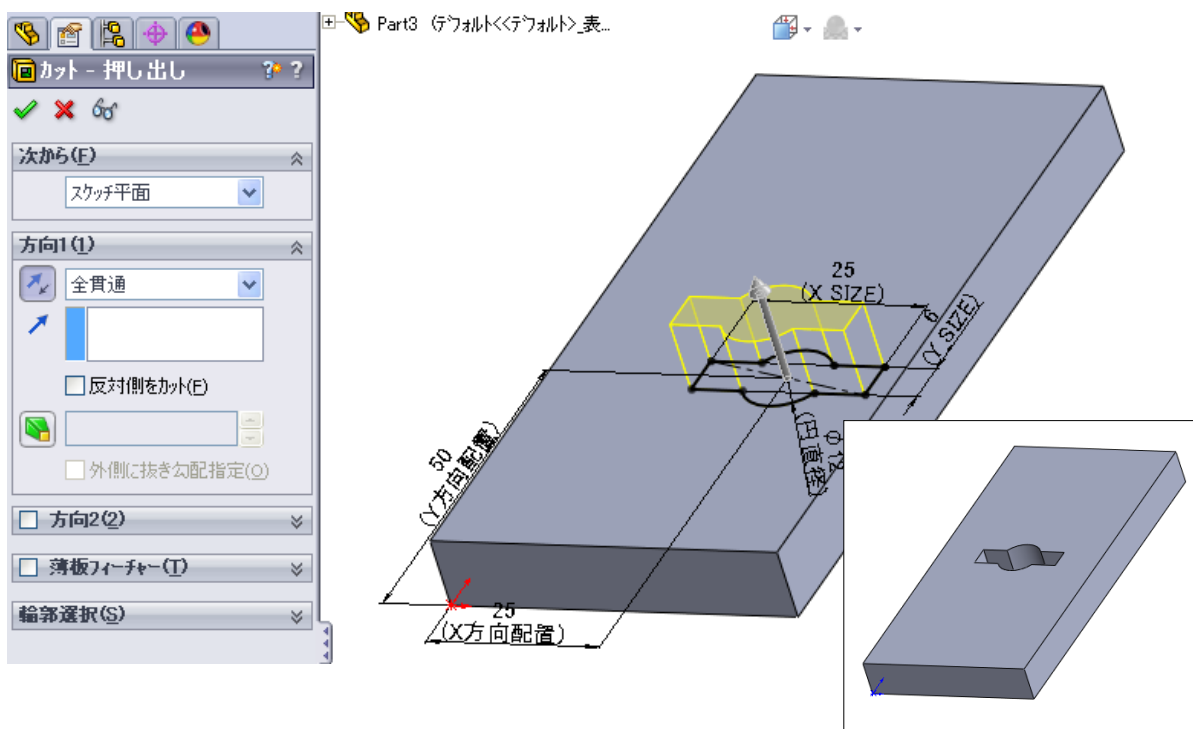 Part3 (デフォルト<<デフォルト>_表...
カット - 押し出し
? ?
次から(F)
スケッチ平面
方向1(1)
全貫通
反対側をカット(F)
外側に抜き勾配指定(O)
方向2(2)
薄板フィーチャー(T)
輪郭選択(S)
25
(X SIZE)
6
(Y SIZE)
φ12
(円直径)
50
(Y方向配置)
25
(X方向配置)